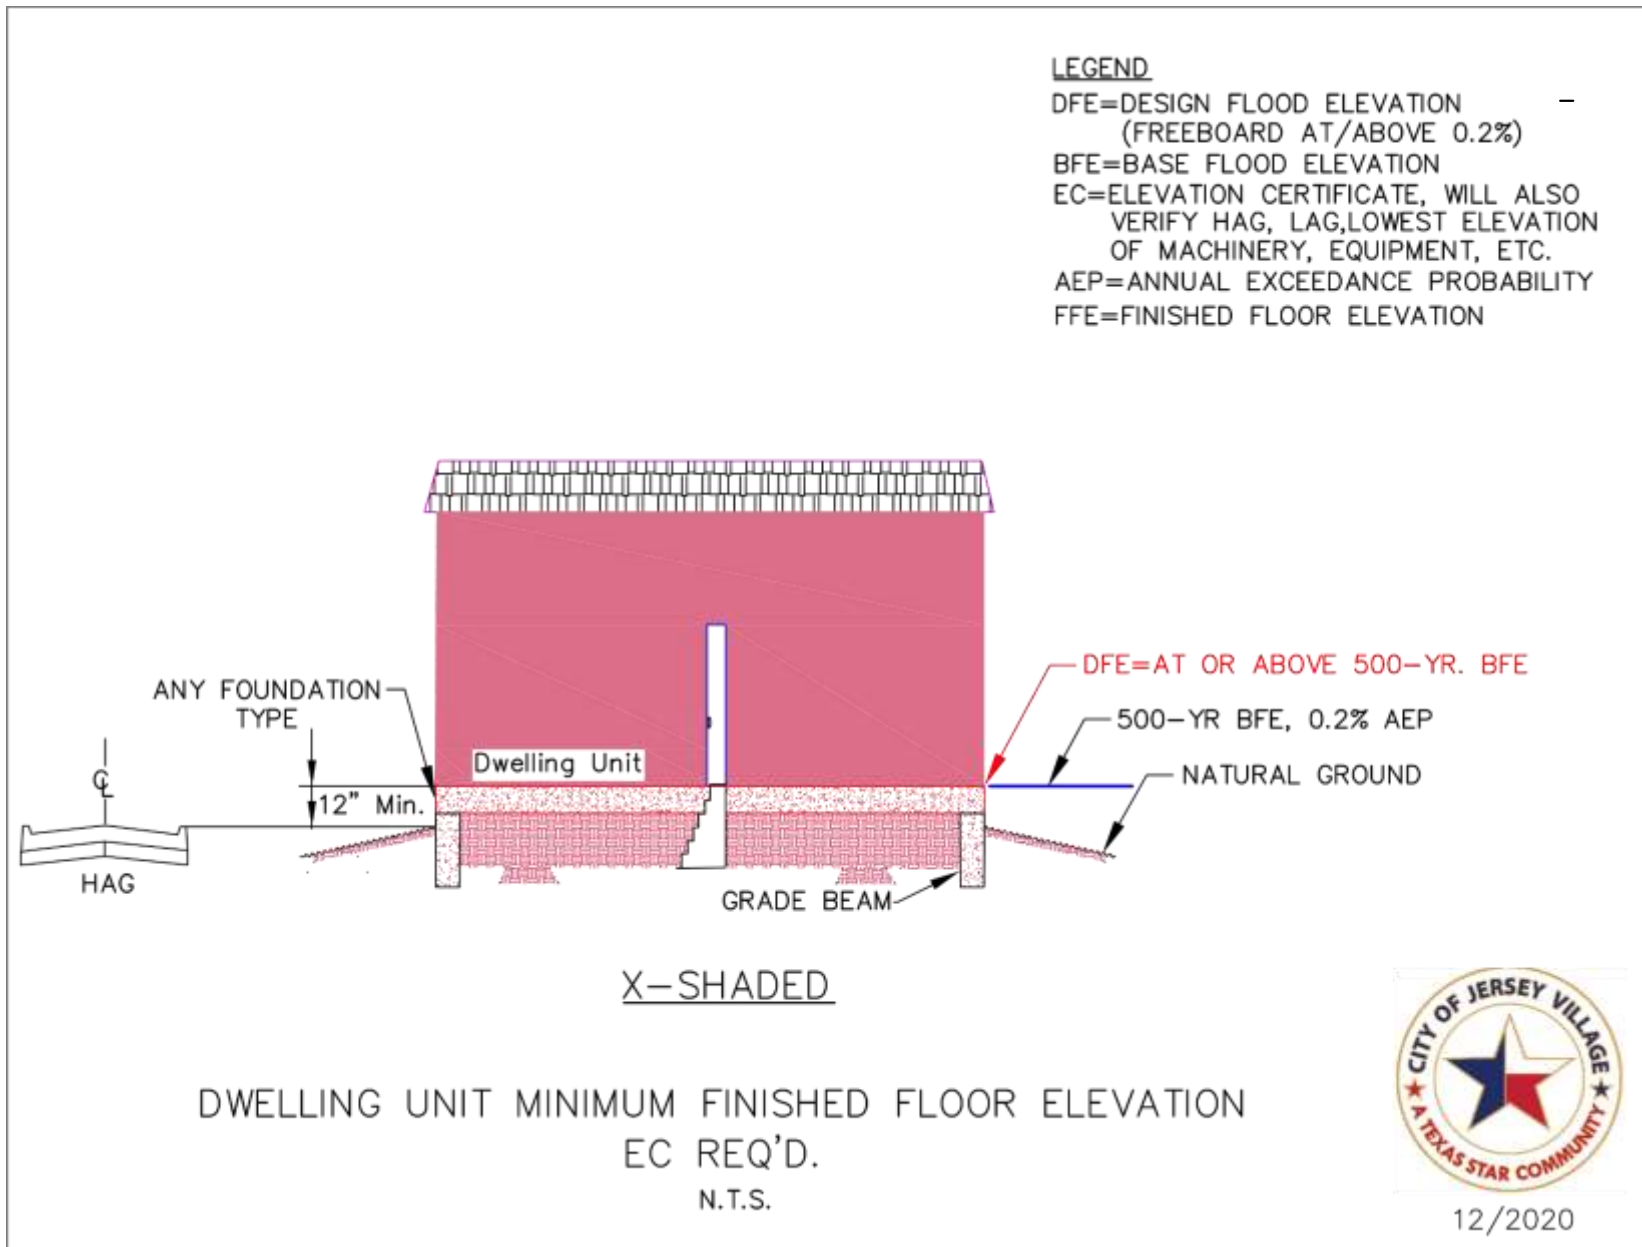 LEGEND
DFE=DESIGN FLOOD ELEVATION -
(FREEBOARD AT/ABOVE 0.2%)
BFE=BASE FLOOD ELEVATION
EC=ELEVATION CERTIFICATE, WILL ALSO
VERIFY HAG, LAG,LOWEST ELEVATION
OF MACHINERY, EQUIPMENT, ETC.
AEP=ANNUAL EXCEEDANCE PROBABILITY
FFE=FINISHED FLOOR ELEVATION
DFE=AT OR ABOVE 500-YR. BFE
ANY FOUNDATION
TYPE
500-YR BFE, 0.2% AEP
Dwelling Unit
NATURAL GROUND
℄
12" Min.
HAG
GRADE BEAM
X-SHADED
DWELLING UNIT MINIMUM FINISHED FLOOR ELEVATION
EC REQ'D.
N.T.S.
CITY OF JERSEY VILLAGE
A TEXAS STAR COMMUNITY
12/2020